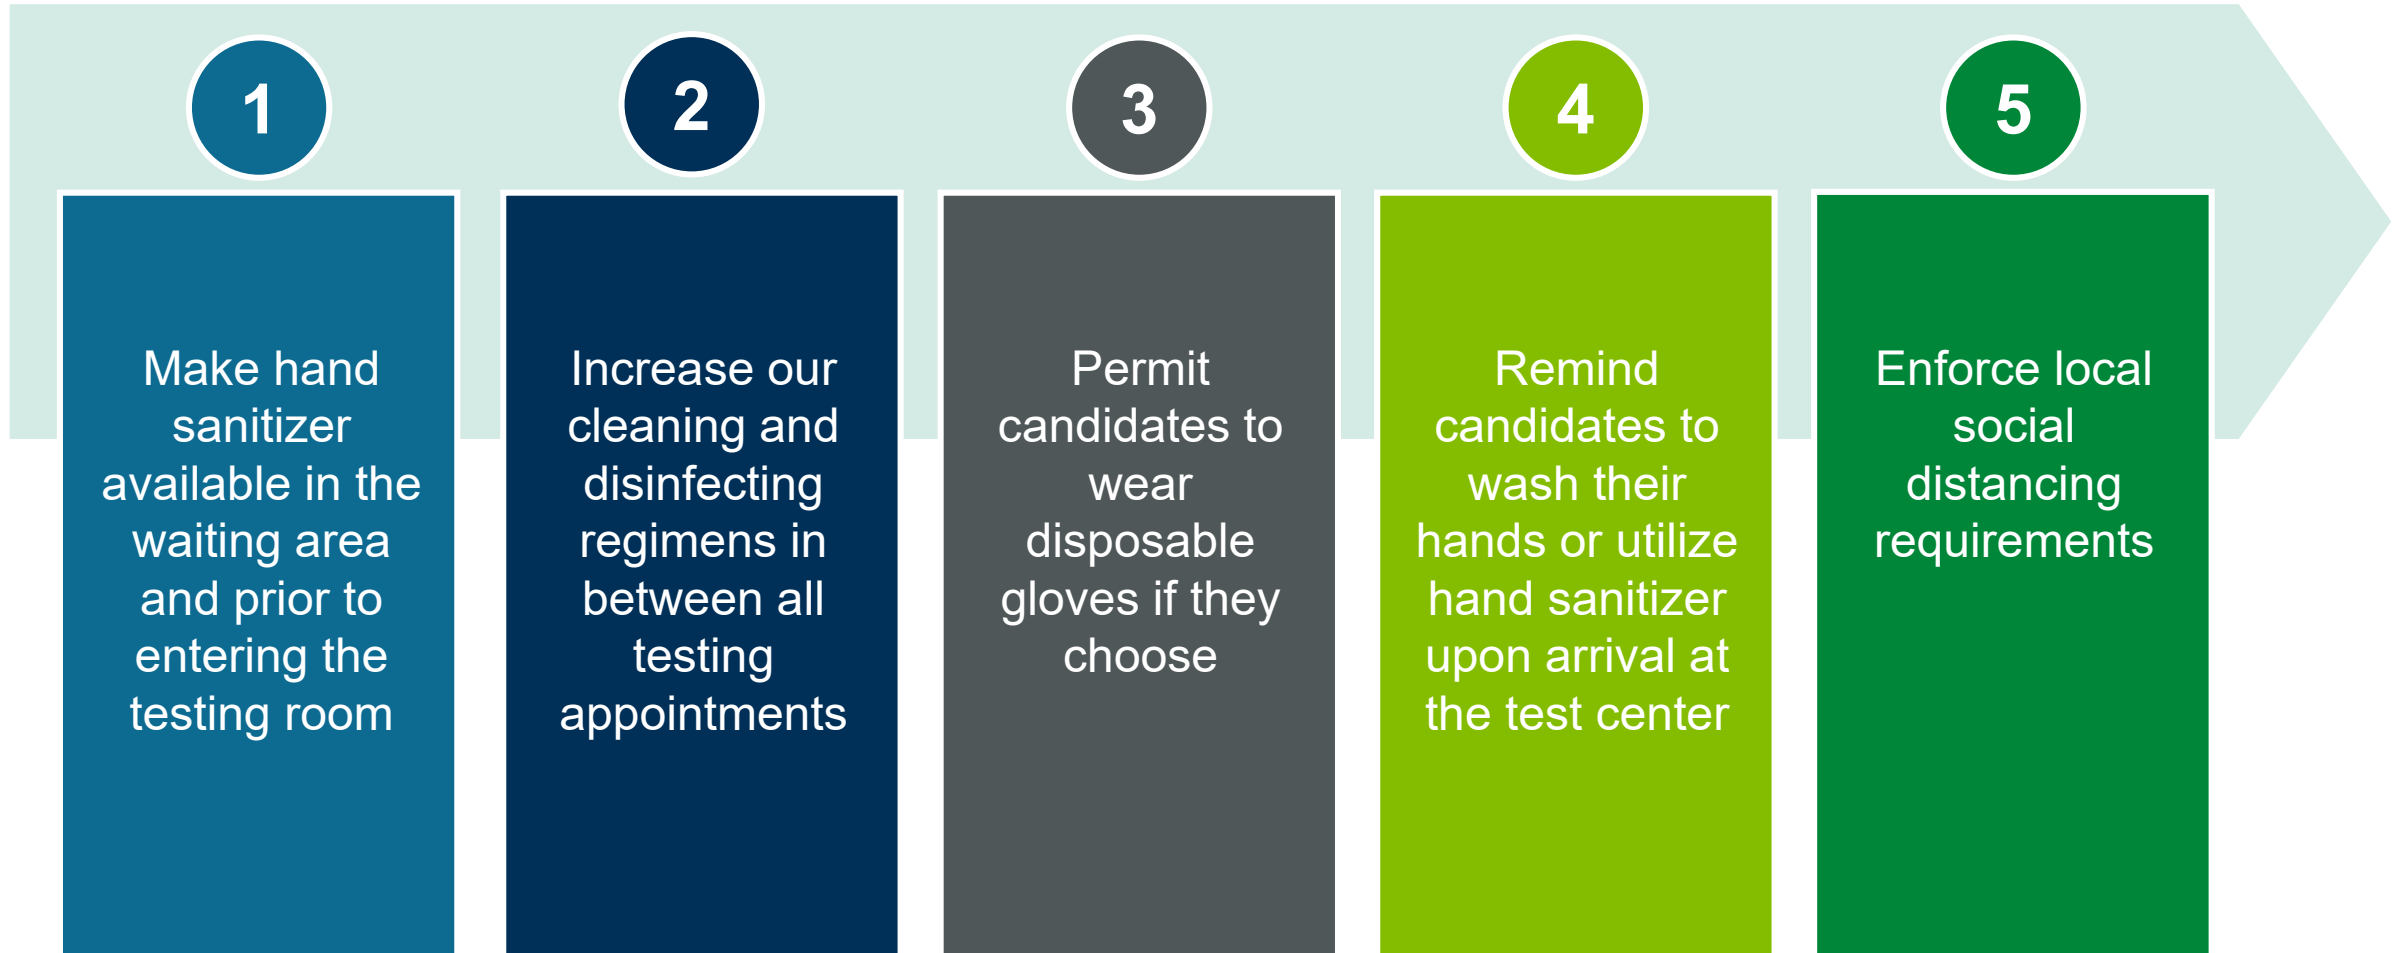 1
Make hand
sanitizer
available in the
waiting area
and prior to
entering the
testing room
2
Increase our
cleaning and
disinfecting
regimens in
between all
testing
appointments
3
Permit
candidates to
wear
disposable
gloves if they
choose
4
Remind
candidates to
wash their
hands or utilize
hand sanitizer
upon arrival at
the test center
5
Enforce local
social
distancing
requirements